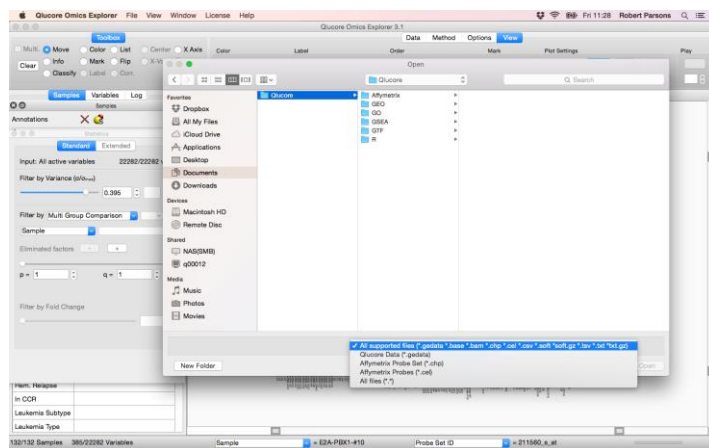 Qlucore Omics Explorer File View Window License Help
Fri 11:28 Robert Parsons
Qlucore Omics Explorer 3.1
Toolbox
Data Method Options View
Multi. Move Color List Center X Axis
Info Mark Flip
Clear
Classify Label
Color Label Order Mark Plot Settings Play
Open
Qlucore
Search
Samples Variables Log
Samples
Annotations
Statistics
Standard Extended
Input: All active variables 22282/22282
Filter by Variance
0.395
Filter by Multi Group Comparison
Sample
Eliminated factors
p = 1 q = 1
Filter by Fold Change
Favorites
Dropbox
All My Files
iCloud Drive
Applications
Desktop
Documents
Downloads
Devices
Macintosh HD
Remote Disc
Shared
NAS(SMB)
q00012
Media
Music
Photos
Movies
Qlucore
Affymetrix
GEO
GO
GSEA
GTF
R
All supported files (*.gedata *.base *.bam *.chp *.cel *.csv *.soft *soft.gz *.tsv *.txt *txt.gz)
Qlucore Data (*.gedata)
Affymetrix Probe Set (*.chp)
Affymetrix Probes (*.cel)
All files (*.*)
New Folder
Open
Hem. Relapse
In CCR
Leukemia Subtype
Leukemia Type
132/132 Samples 365/22282 Variables
Sample = E2A-PBX1-#10 Probe Set ID = 211560_s_at